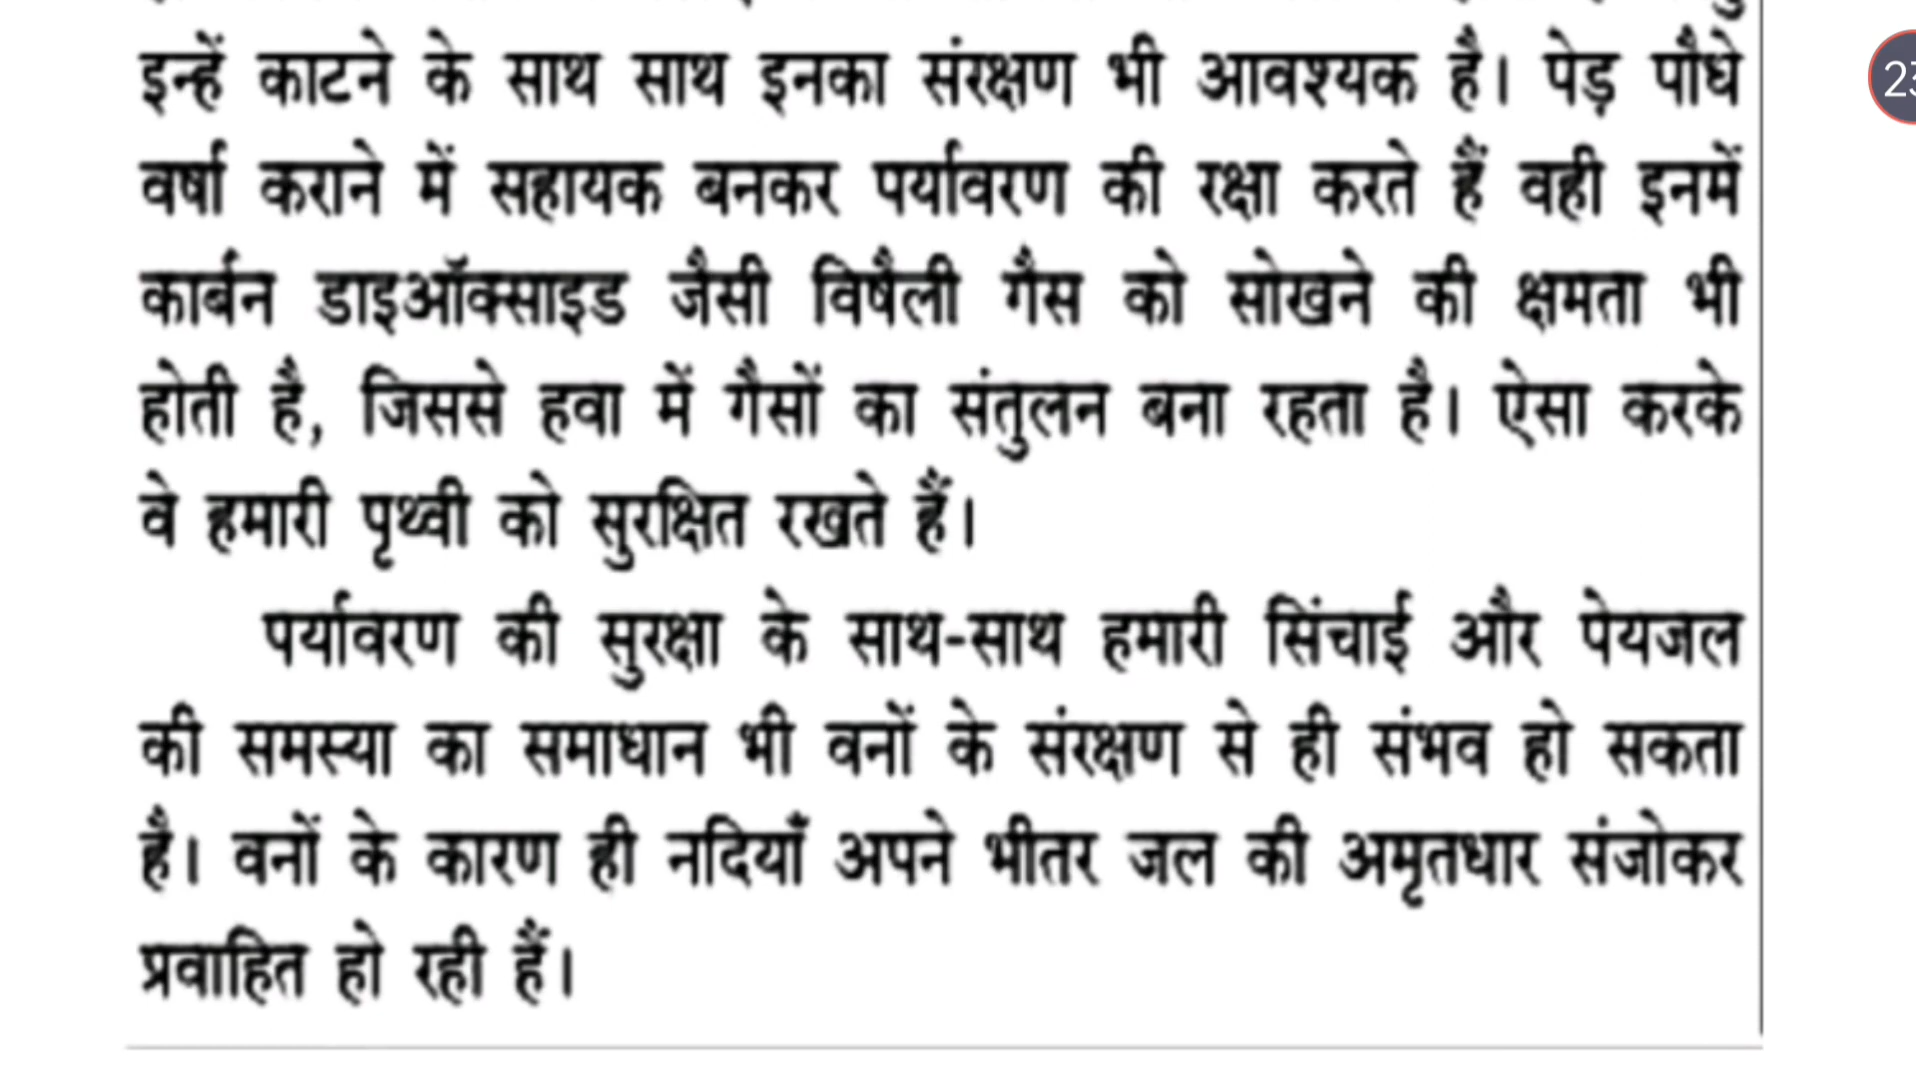 इन्हें काटने के साथ साथ इनका संरक्षण भी आवश्यक है। पेड़ पौधे
वर्षा कराने में सहायक बनकर पर्यावरण की रक्षा करते हैं वही इनमें
कार्बन डाइऑक्साइड जैसी विषैली गैस को सोखने की क्षमता भी
होती है, जिससे हवा में गैसों का संतुलन बना रहता है। ऐसा करके
वे हमारी पृथ्वी को सुरक्षित रखते हैं।
पर्यावरण की सुरक्षा के साथ-साथ हमारी सिंचाई और पेयजल
की समस्या का समाधान भी वनों के संरक्षण से ही संभव हो सकता
है। वनों के कारण ही नदियाँ अपने भीतर जल की अमृतधार संजोकर
प्रवाहित हो रही हैं।